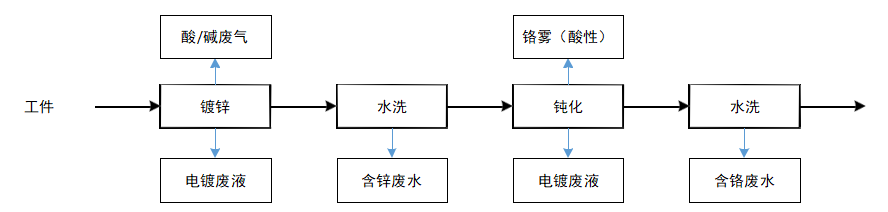 酸/碱废气
铬雾（酸性）
工件
镀锌
水洗
钝化
水洗
电镀废液
含锌废水
电镀废液
含铬废水